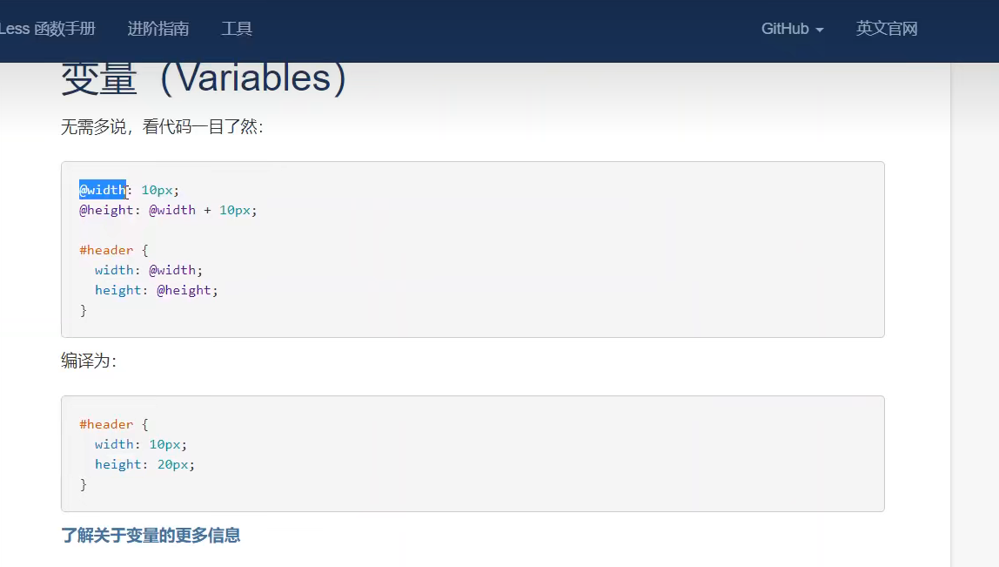 Less 函数手册 进阶指南 工具 GitHub 英文官网
变量（Variables）
无需多说，看代码一目了然：
@width: 10px;
@height: @width + 10px;
#header {
  width: @width;
  height: @height;
}
编译为：
#header {
  width: 10px;
  height: 20px;
}
了解关于变量的更多信息